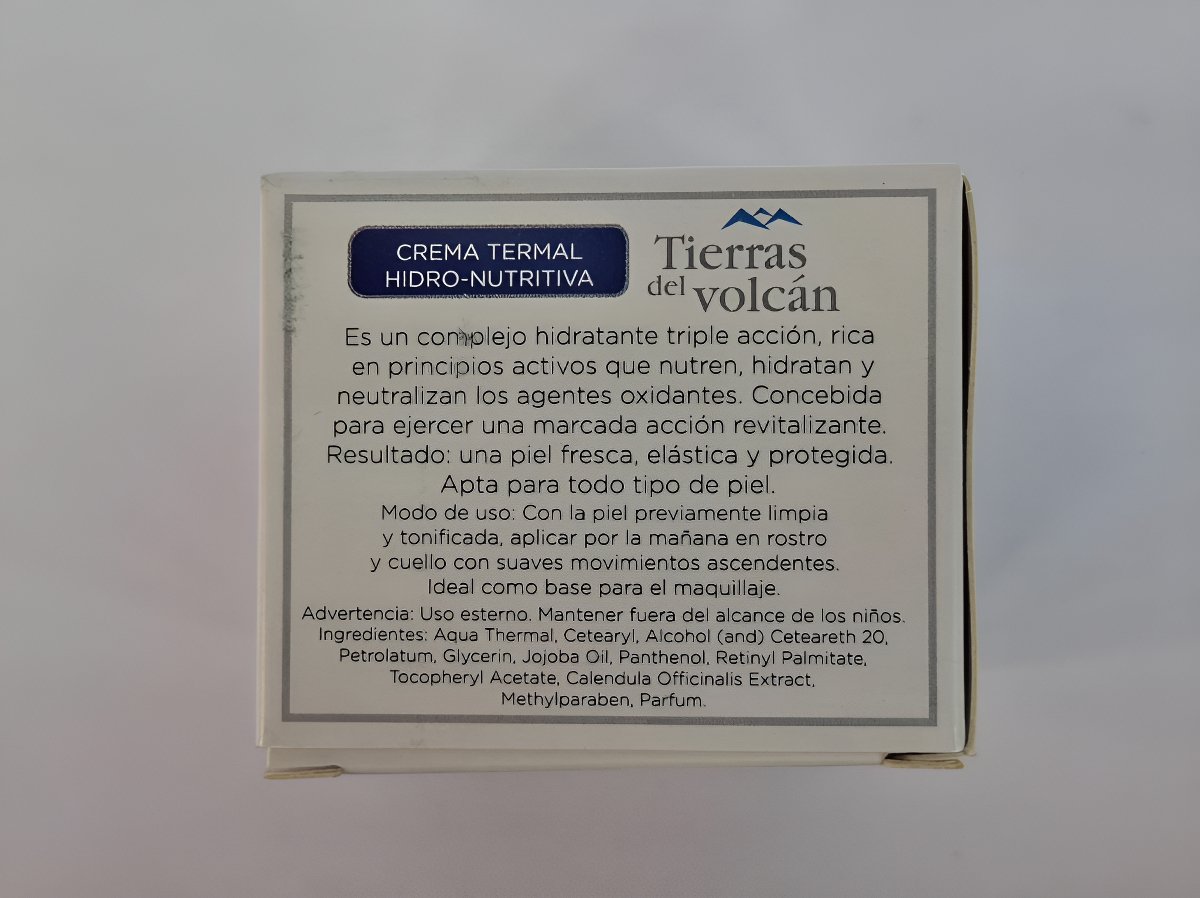 CREMA TERMAL
HIDRO-NUTRITIVA
Tierras
del volcán
Es un complejo hidratante triple acción, rica
en principios activos que nutren, hidratan y
neutralizan los agentes oxidantes. Concebida
para ejercer una marcada acción revitalizante.
Resultado: una piel fresca, elástica y protegida.
Apta para todo tipo de piel.
Modo de uso: Con la piel previamente limpia
y tonificada, aplicar por la mañana en rostro
y cuello con suaves movimientos ascendentes.
Ideal como base para el maquillaje.
Advertencia: Uso esterno. Mantener fuera del alcance de los niños.
Ingredientes: Aqua Thermal, Cetearyl, Alcohol (and) Ceteareth 20,
Petrolatum, Glycerin, Jojoba Oil, Panthenol, Retinyl Palmitate,
Tocopheryl Acetate, Calendula Officinalis Extract,
Methylparaben, Parfum.